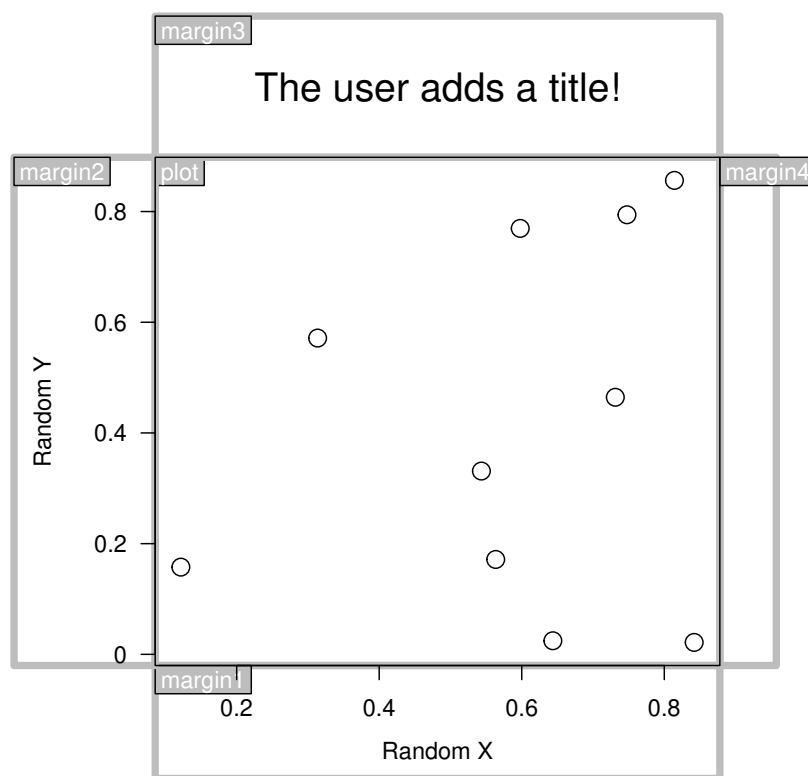 margin3
The user adds a title!
margin2
plot
margin4
0.8
0.6
0.4
0.2
0
Random Y
margin1
0.2 0.4 0.6 0.8
Random X